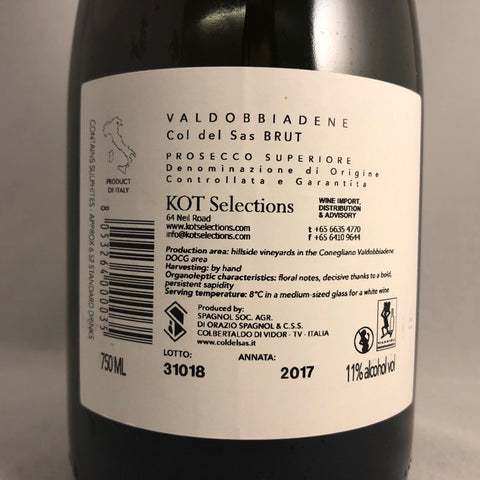 VALDOBBIADENE
Col del Sas BRUT
PROSECCO SUPERIORE
Denominazione di Origine
Controllata e Garantita
KOT Selections
64 Neil Road
www.kotselections.com
info@kotselections.com
WINE IMPORT,
DISTRIBUTION
& ADVISORY
t +65 6635 4770
f +65 6410 9644
Production area: hillside vineyards in the Conegliano Valdobbiadene
DOCG area
Harvesting: by hand
Organoleptic characteristics: floral notes, decisive thanks to a bold,
persistent sapidity
Serving temperature: 8°C in a medium-sized glass for a white wine
Produced by:
SPAGNOL SOC. AGR.
DI ORAZIO SPAGNOL & C.S.S.
COLBERTALDO DI VIDOR - TV - ITALIA
www.coldelsas.it
LOTTO:
31018
ANNATA:
2017
11% alcohol vol
PRODUCT
OF ITALY
CONTAINS SULPHITES APPROX 6.52 STANDARD DRINKS
8 053264 000035
750 ML